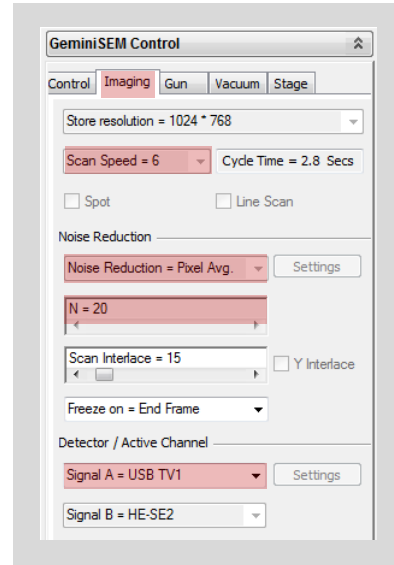 GeminiSEM Control
Control Imaging Gun Vacuum Stage
Store resolution = 1024 * 768
Scan Speed = 6 Cycle Time = 2.8 Secs
Spot Line Scan
Noise Reduction
Noise Reduction = Pixel Avg. Settings
N = 20
Scan Interlace = 15
Y Interlace
Freeze on = End Frame
Detector / Active Channel
Signal A = USB TV1 Settings
Signal B = HE-SE2